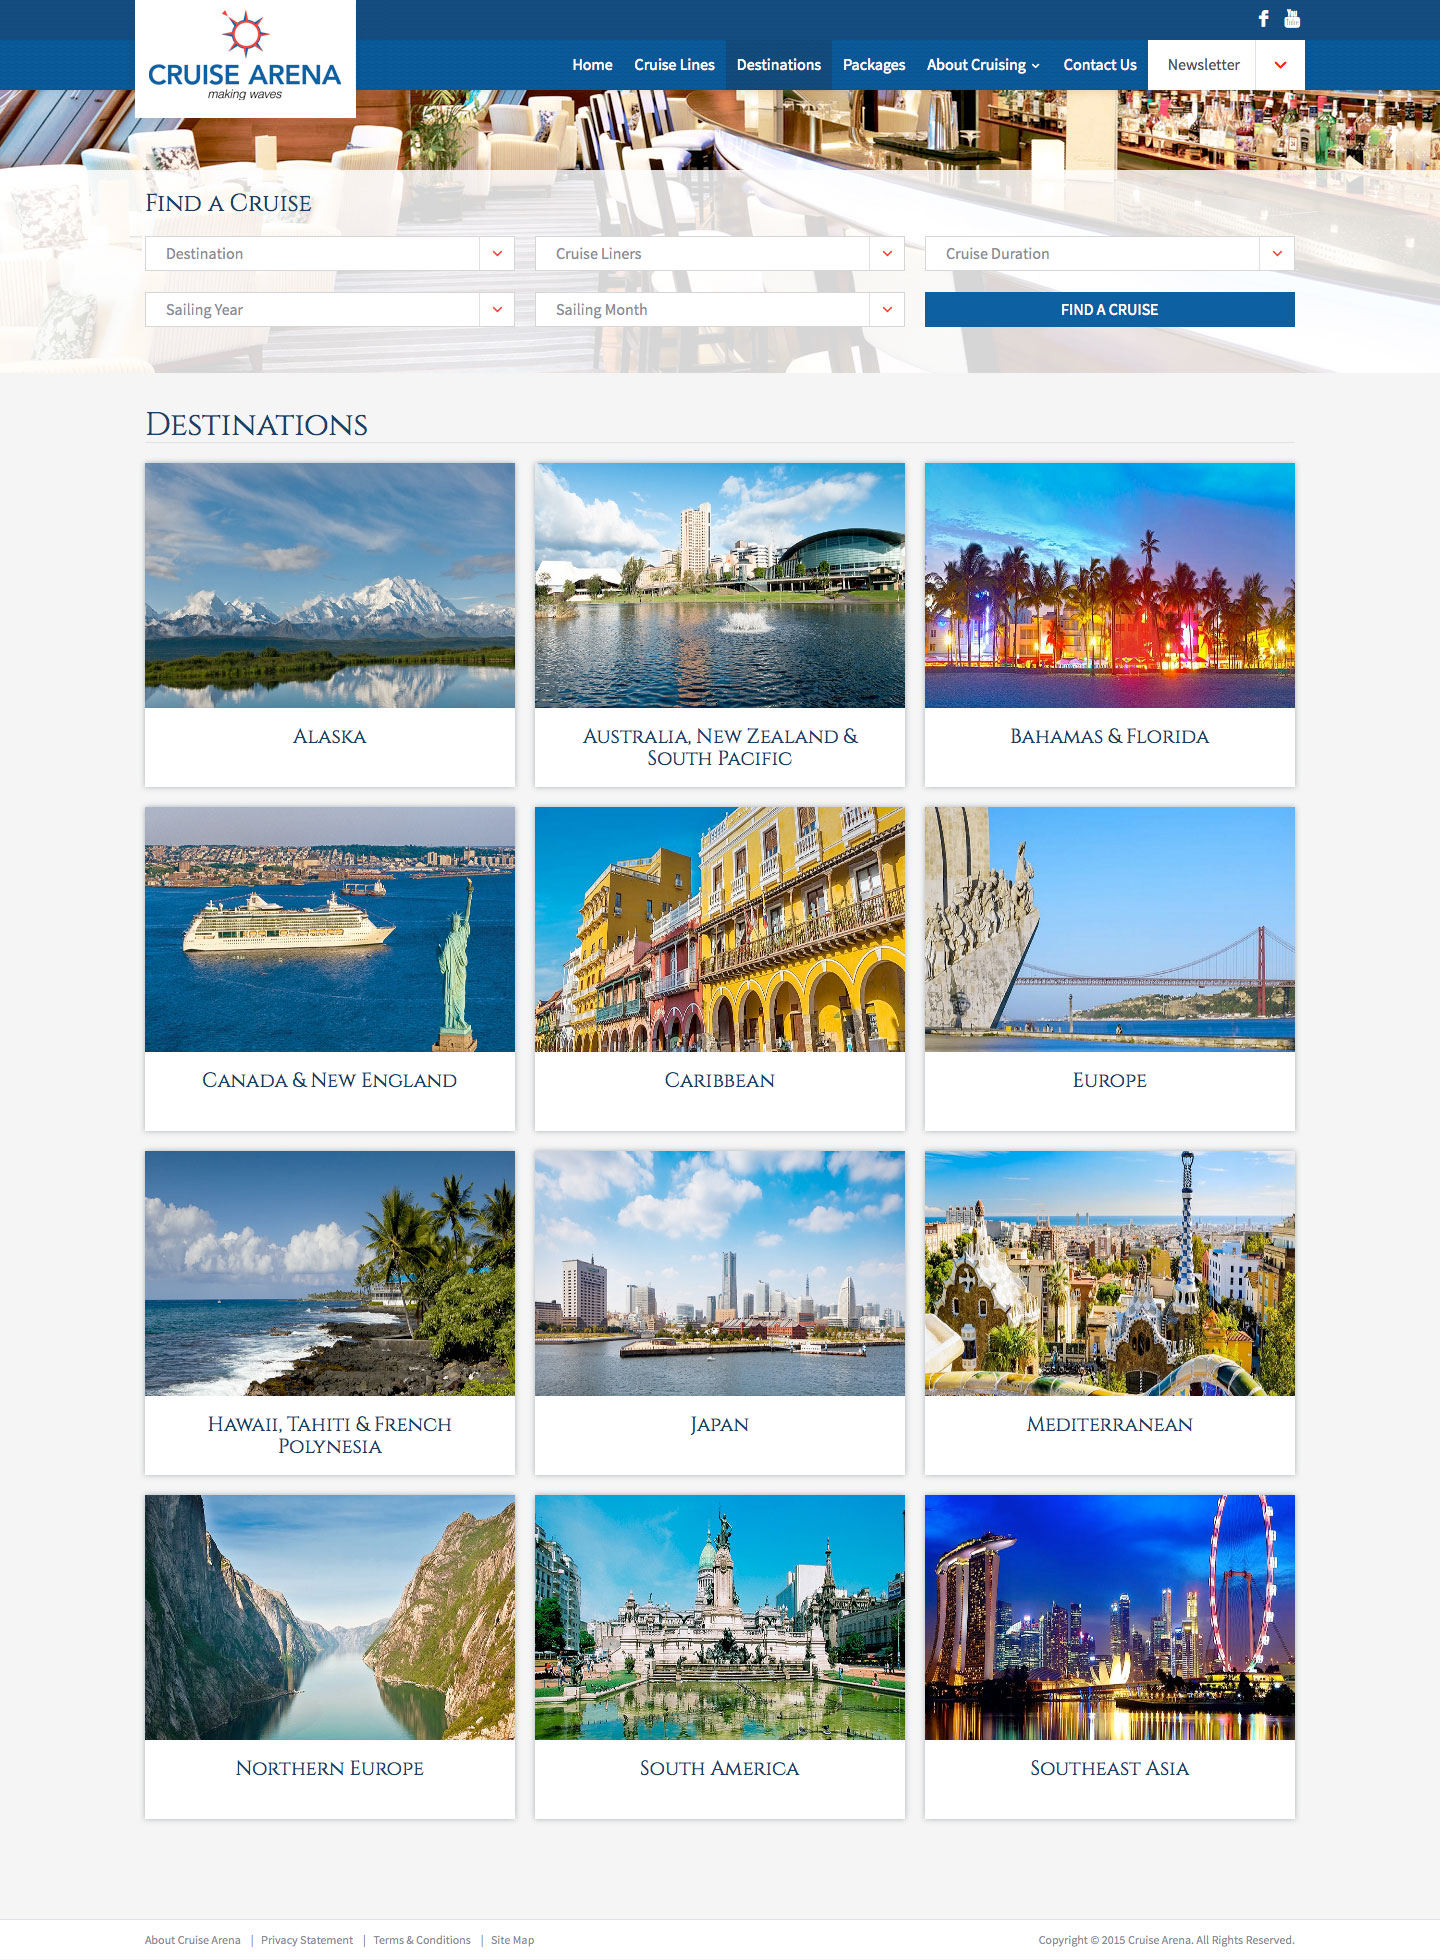 CRUISE ARENA
making waves
You
Tube
Home
Cruise Lines
Destinations
Packages
About Cruising
Contact Us
Newsletter
FIND A CRUISE
Destination
Cruise Liners
Cruise Duration
Sailing Year
Sailing Month
FIND A CRUISE
DESTINATIONS
ALASKA
AUSTRALIA, NEW ZEALAND &
SOUTH PACIFIC
BAHAMAS & FLORIDA
CANADA & NEW ENGLAND
CARIBBEAN
EUROPE
HAWAII, TAHITI & FRENCH
POLYNESIA
JAPAN
MEDITERRANEAN
NORTHERN EUROPE
SOUTH AMERICA
SOUTHEAST ASIA
About Cruise Arena | Privacy Statement | Terms & Conditions | Site Map
Copyright © 2015 Cruise Arena. All Rights Reserved.